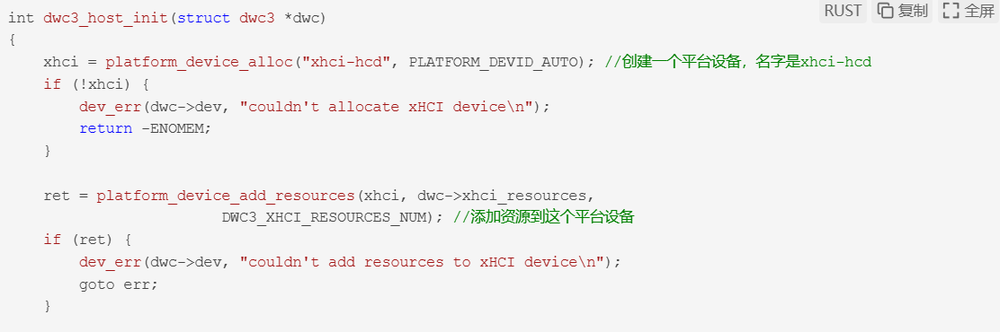 RUST 复制 全屏
int dwc3_host_init(struct dwc3 *dwc)
{
    xhci = platform_device_alloc("xhci-hcd", PLATFORM_DEVID_AUTO); //创建一个平台设备，名字是xhci-hcd
    if (!xhci) {
        dev_err(dwc->dev, "couldn't allocate xHCI device\n");
        return -ENOMEM;
    }

    ret = platform_device_add_resources(xhci, dwc->xhci_resources,
                        DWC3_XHCI_RESOURCES_NUM); //添加资源到这个平台设备
    if (ret) {
        dev_err(dwc->dev, "couldn't add resources to xHCI device\n");
        goto err;
    }